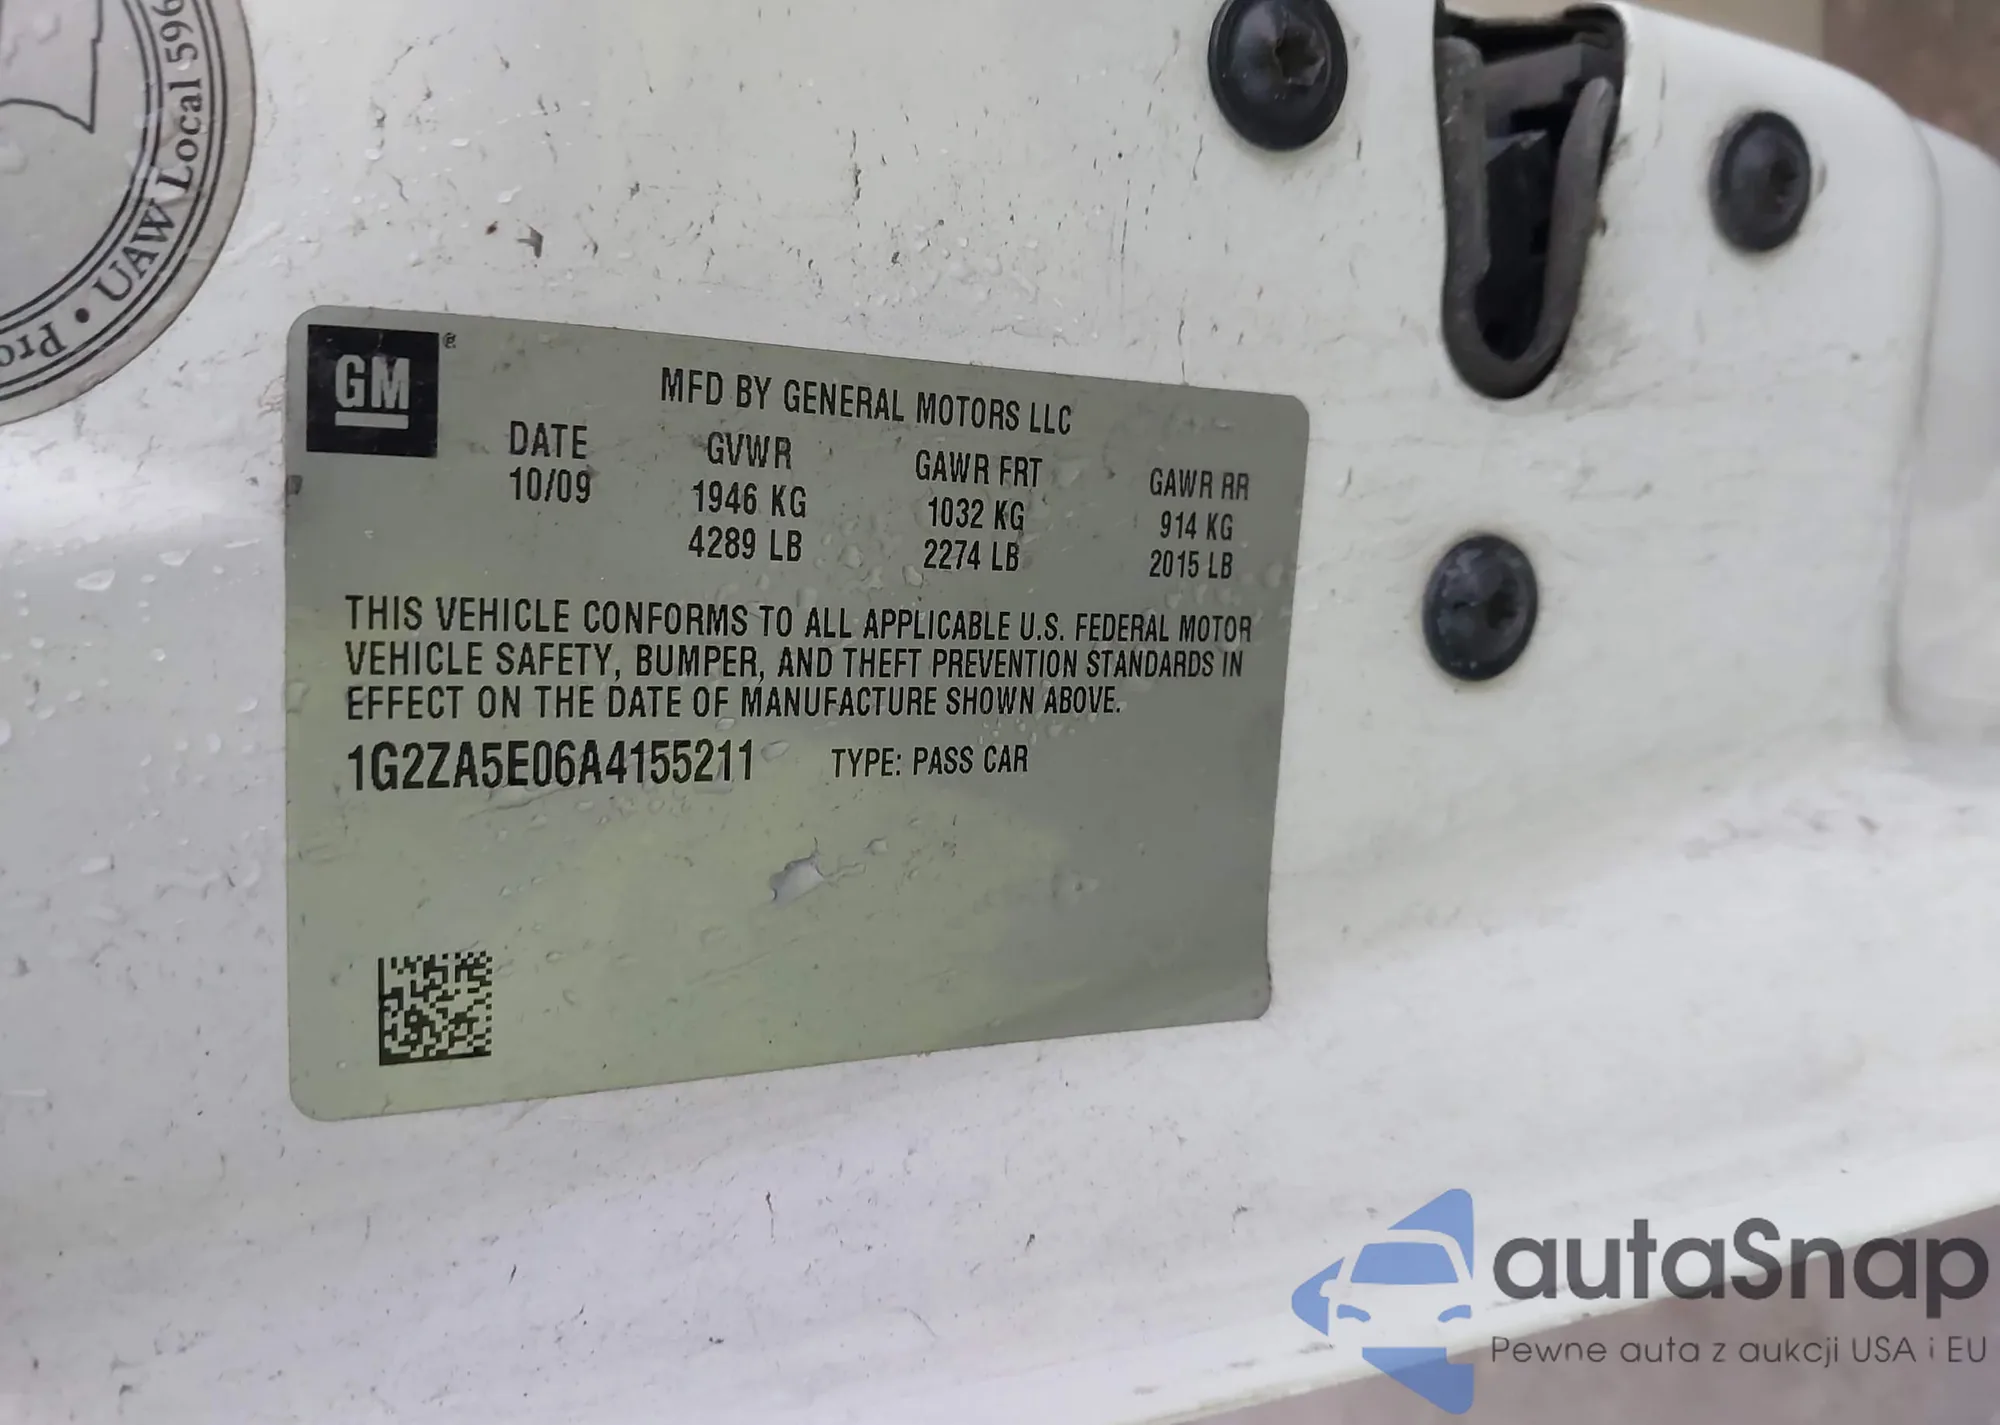 Pro • UAW Local 596
GM®
MFD BY GENERAL MOTORS LLC
DATE GVWR GAWR FRT GAWR RR
10/09 1946 KG 1032 KG 914 KG
4289 LB 2274 LB 2015 LB
THIS VEHICLE CONFORMS TO ALL APPLICABLE U.S. FEDERAL MOTOR
VEHICLE SAFETY, BUMPER, AND THEFT PREVENTION STANDARDS IN
EFFECT ON THE DATE OF MANUFACTURE SHOWN ABOVE.
1G2ZA5E06A4155211 TYPE: PASS CAR
autaSnap
Pewne auta z aukcji USA i EU